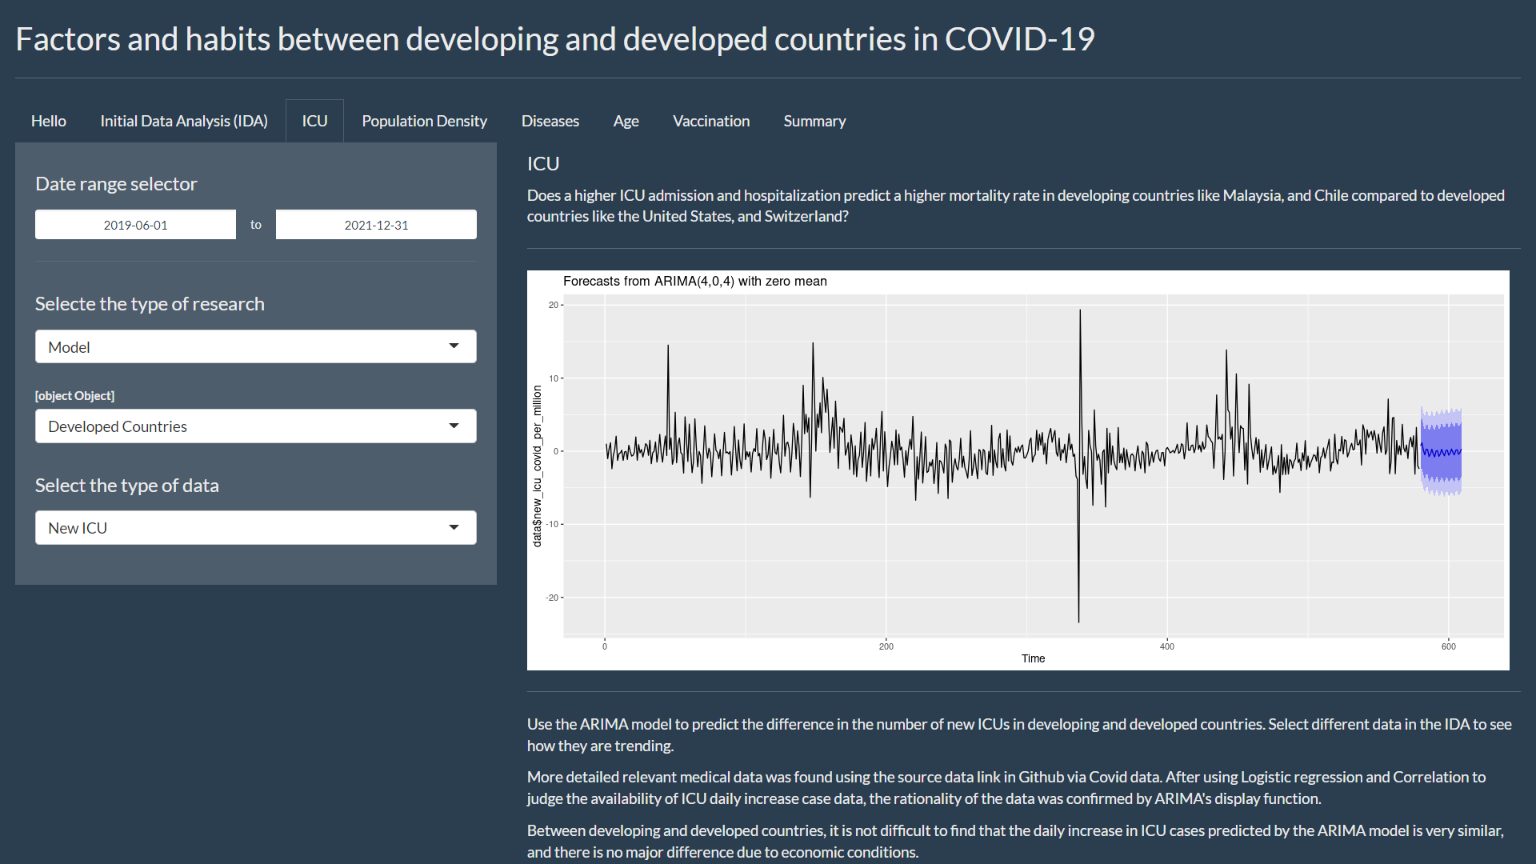 Factors and habits between developing and developed countries in COVID-19
Hello
Initial Data Analysis (IDA)
ICU
Population Density
Diseases
Age
Vaccination
Summary
Date range selector
2019-06-01
to
2021-12-31
Selecte the type of research
Model
[object Object]
Developed Countries
Select the type of data
New ICU
ICU
Does a higher ICU admission and hospitalization predict a higher mortality rate in developing countries like Malaysia, and Chile compared to developed
countries like the United States, and Switzerland?
Forecasts from ARIMA(4,0,4) with zero mean
data$new_icu_covid_per_million
20
10
0
-10
-20
0
200
400
600
Time
Use the ARIMA model to predict the difference in the number of new ICUs in developing and developed countries. Select different data in the IDA to see
how they are trending.
More detailed relevant medical data was found using the source data link in Github via Covid data. After using Logistic regression and Correlation to
judge the availability of ICU daily increase case data, the rationality of the data was confirmed by ARIMA's display function.
Between developing and developed countries, it is not difficult to find that the daily increase in ICU cases predicted by the ARIMA model is very similar,
and there is no major difference due to economic conditions.